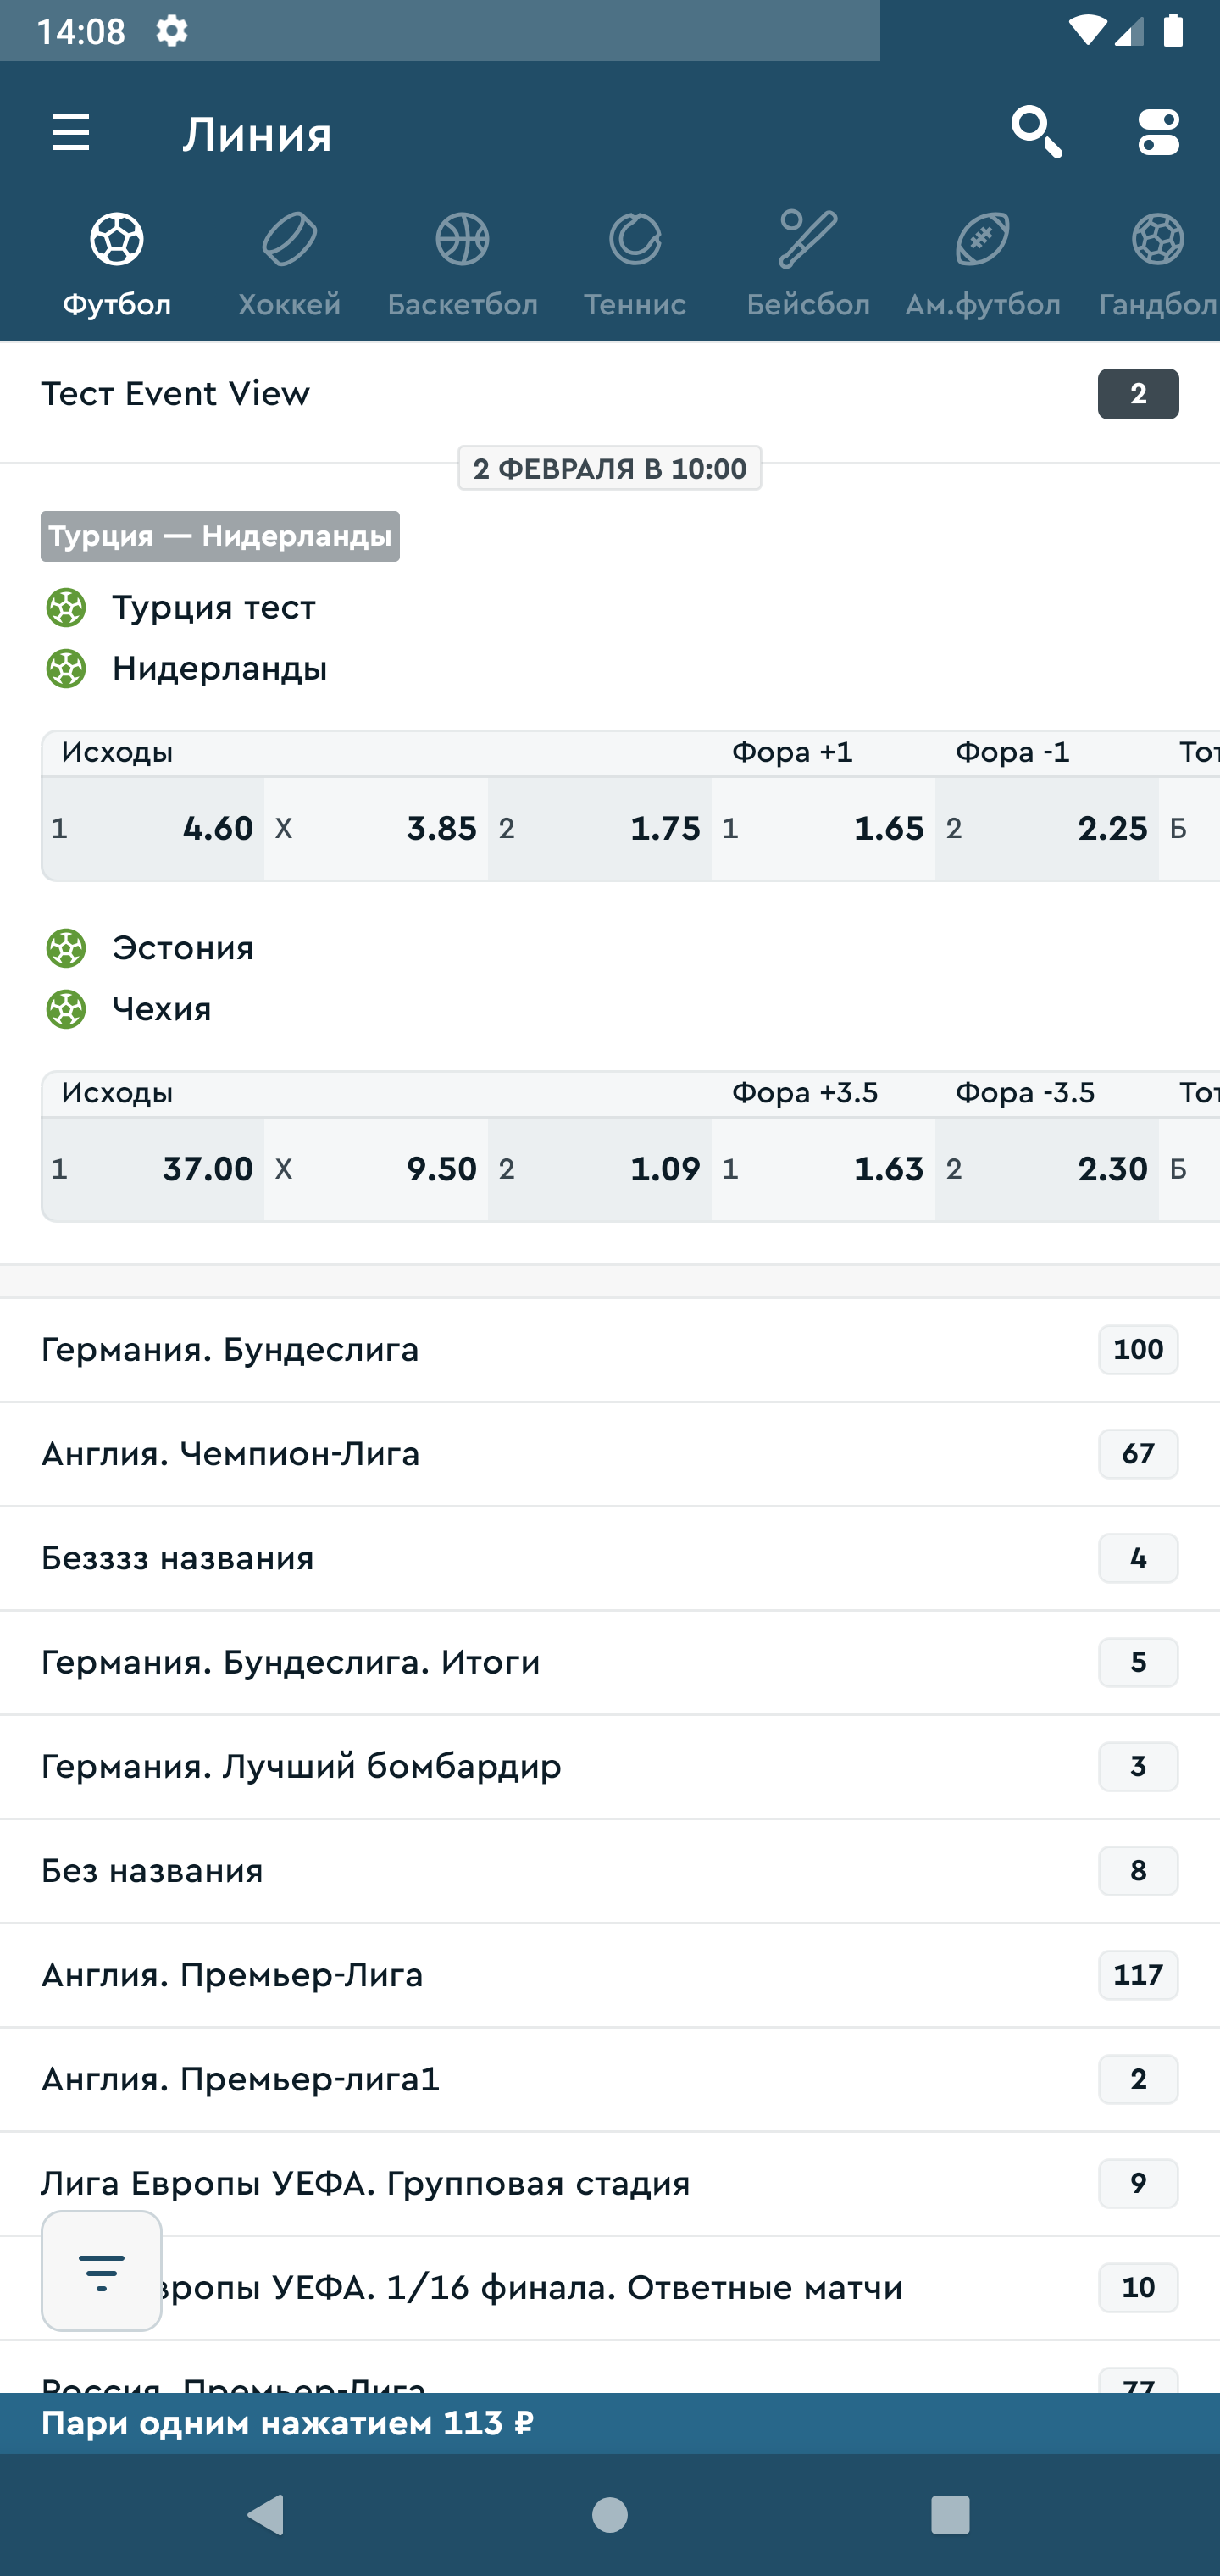 14:08
Линия
Футбол Хоккей Баскетбол Теннис Бейсбол Ам.футбол Гандбол
Тест Event View 2
2 ФЕВРАЛЯ В 10:00
Турция — Нидерланды
Турция тест
Нидерланды
Исходы Фора +1 Фора -1
1 4.60 X 3.85 2 1.75 1 1.65 2 2.25 Б
Эстония
Чехия
Исходы Фора +3.5 Фора -3.5
1 37.00 X 9.50 2 1.09 1 1.63 2 2.30 Б
Германия. Бундеслига 100
Англия. Чемпион-Лига 67
Безззз названия 4
Германия. Бундеслига. Итоги 5
Германия. Лучший бомбардир 3
Без названия 8
Англия. Премьер-Лига 117
Англия. Премьер-лига1 2
Лига Европы УЕФА. Групповая стадия 9
вропы УЕФА. 1/16 финала. Ответные матчи 10
Россия. Премьер-Лига 77
Пари одним нажатием 113 ₽